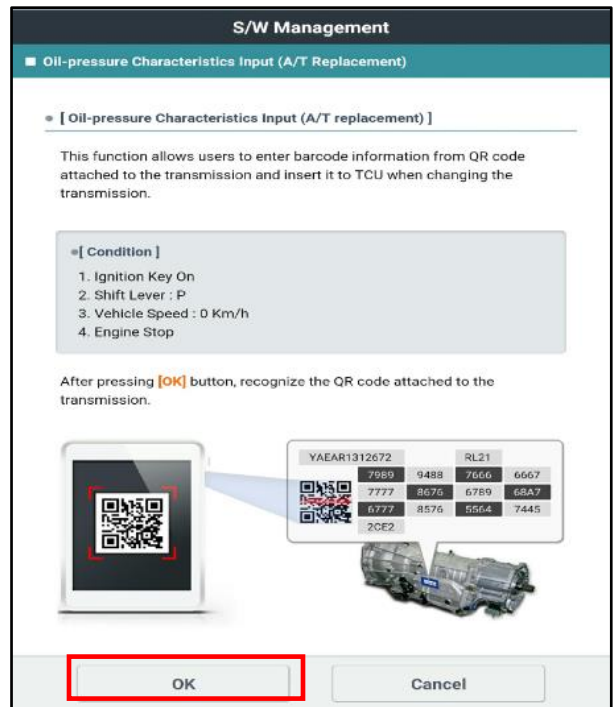 S/W Management
Oil-pressure Characteristics Input (A/T Replacement)
[ Oil-pressure Characteristics Input (A/T replacement) ]
This function allows users to enter barcode information from QR code
attached to the transmission and insert it to TCU when changing the
transmission.
[ Condition ]
1. Ignition Key On
2. Shift Lever : P
3. Vehicle Speed : 0 Km/h
4. Engine Stop
After pressing [OK] button, recognize the QR code attached to the
transmission.
YAEAR1312672 RL21
7989 9488 7666 6667
7777 8676 6789 68A7
6777 8576 5564 7445
2CE2
OK Cancel